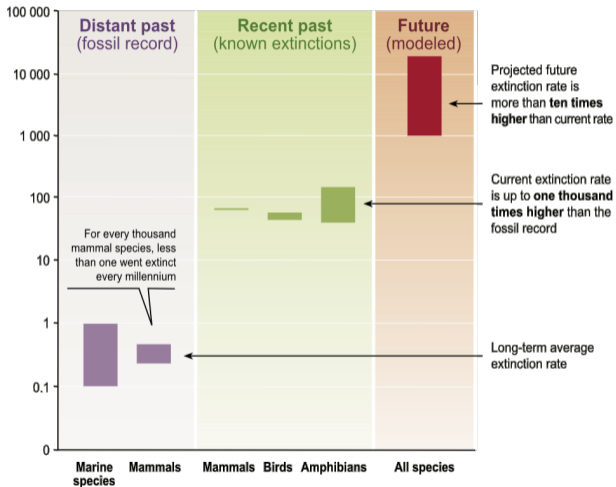 100 000
10 000
1 000
100
10
1
0.1
0
Distant past
(fossil record)
Recent past
(known extinctions)
Future
(modeled)
For every thousand
mammal species, less
than one went extinct
every millennium
Projected future
extinction rate is
more than ten times
higher than current rate
Current extinction rate
is up to one thousand
times higher than the
fossil record
Long-term average
extinction rate
Marine
species
Mammals
Mammals
Birds
Amphibians
All species